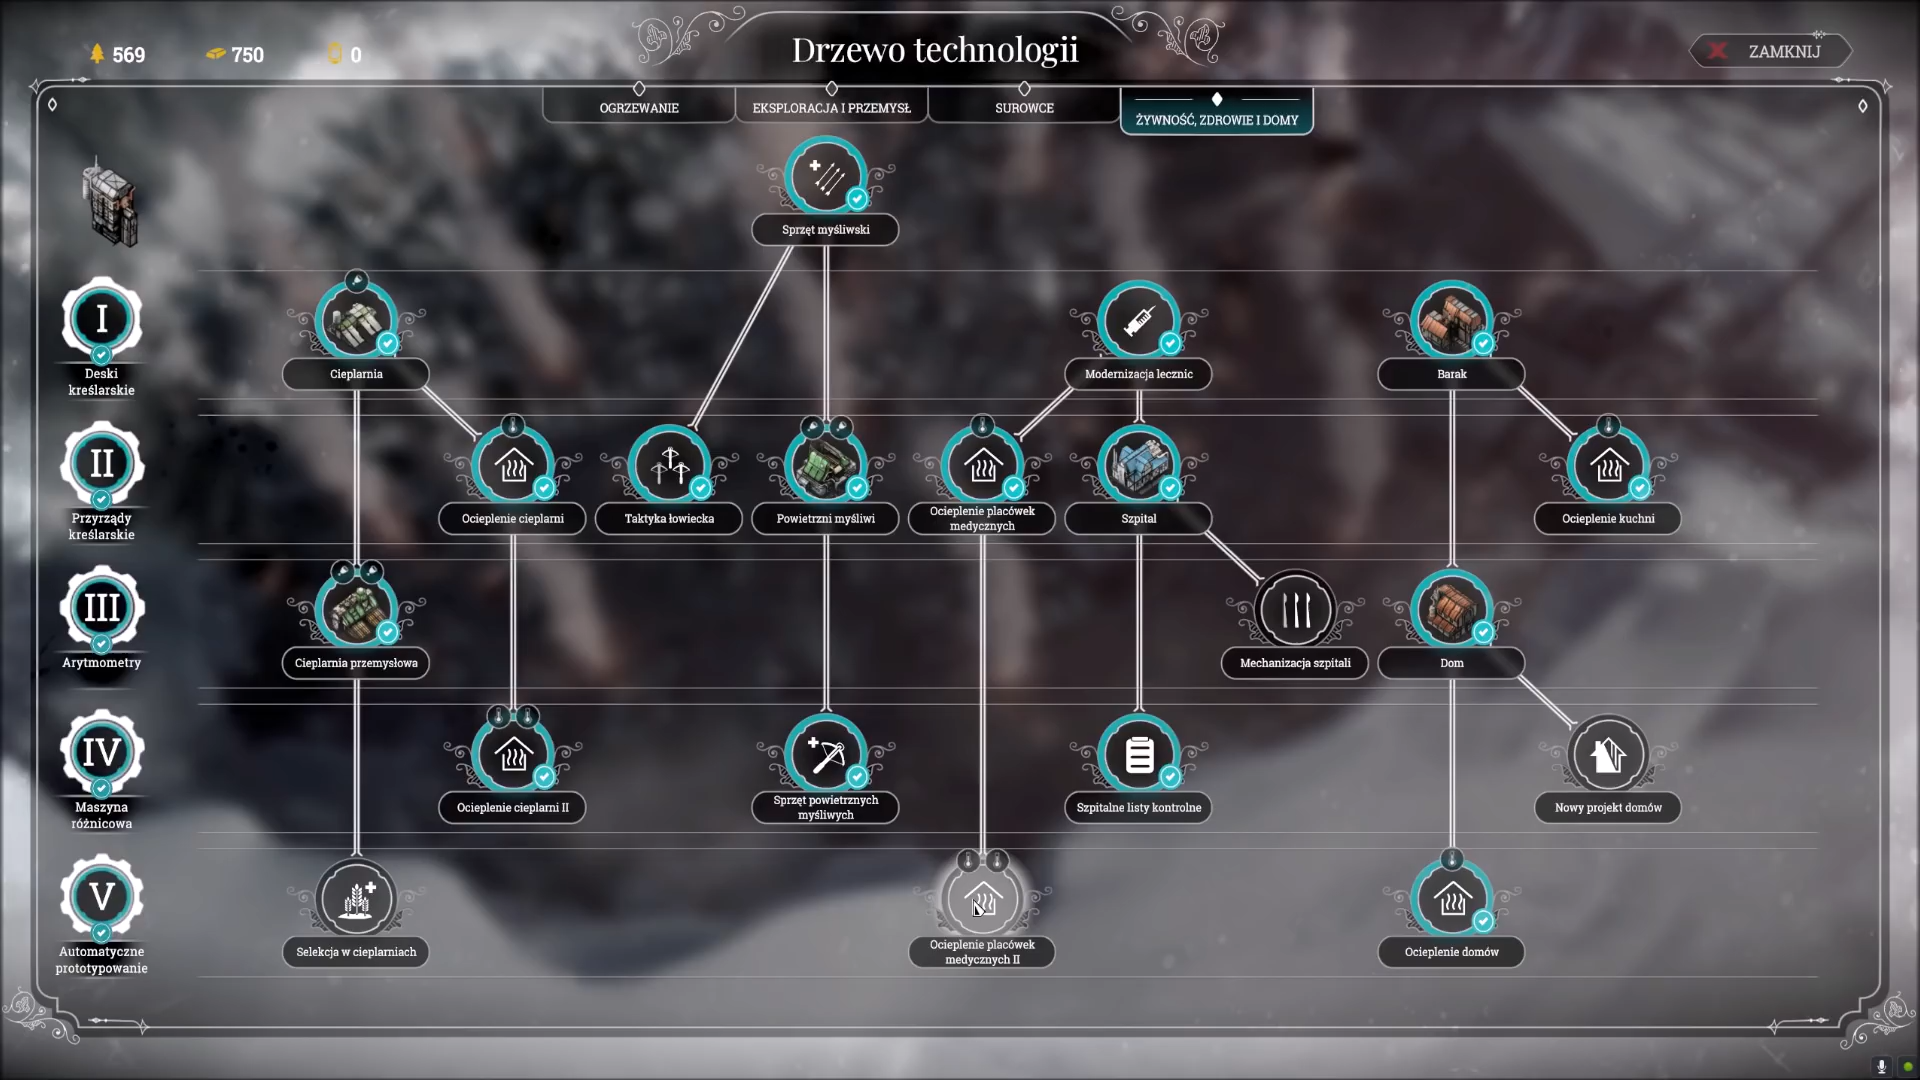 569
750
0
Drzewo technologii
ZAMKNIJ
OGRZEWANIE
EKSPLORACJA I PRZEMYSŁ
SUROWCE
ŻYWNOŚĆ, ZDROWIE I DOMY
Sprzęt myśliwski
I
Deski
kreślarskie
Cieplarnia
Modernizacja lecznic
Barak
II
Przyrządy
kreślarskie
Ocieplenie cieplarni
Taktyka łowiecka
Powietrzni myśliwi
Ocieplenie placówek
medycznych
Szpital
Ocieplenie kuchni
III
Arytmometry
Cieplarnia przemysłowa
Mechanizacja szpitali
Dom
IV
Maszyna
różnicowa
Ocieplenie cieplarni II
Sprzęt powietrznych
myśliwych
Szpitalne listy kontrolne
Nowy projekt domów
V
Automatyczne
prototypowanie
Selekcja w cieplarniach
Ocieplenie placówek
medycznych II
Ocieplenie domów